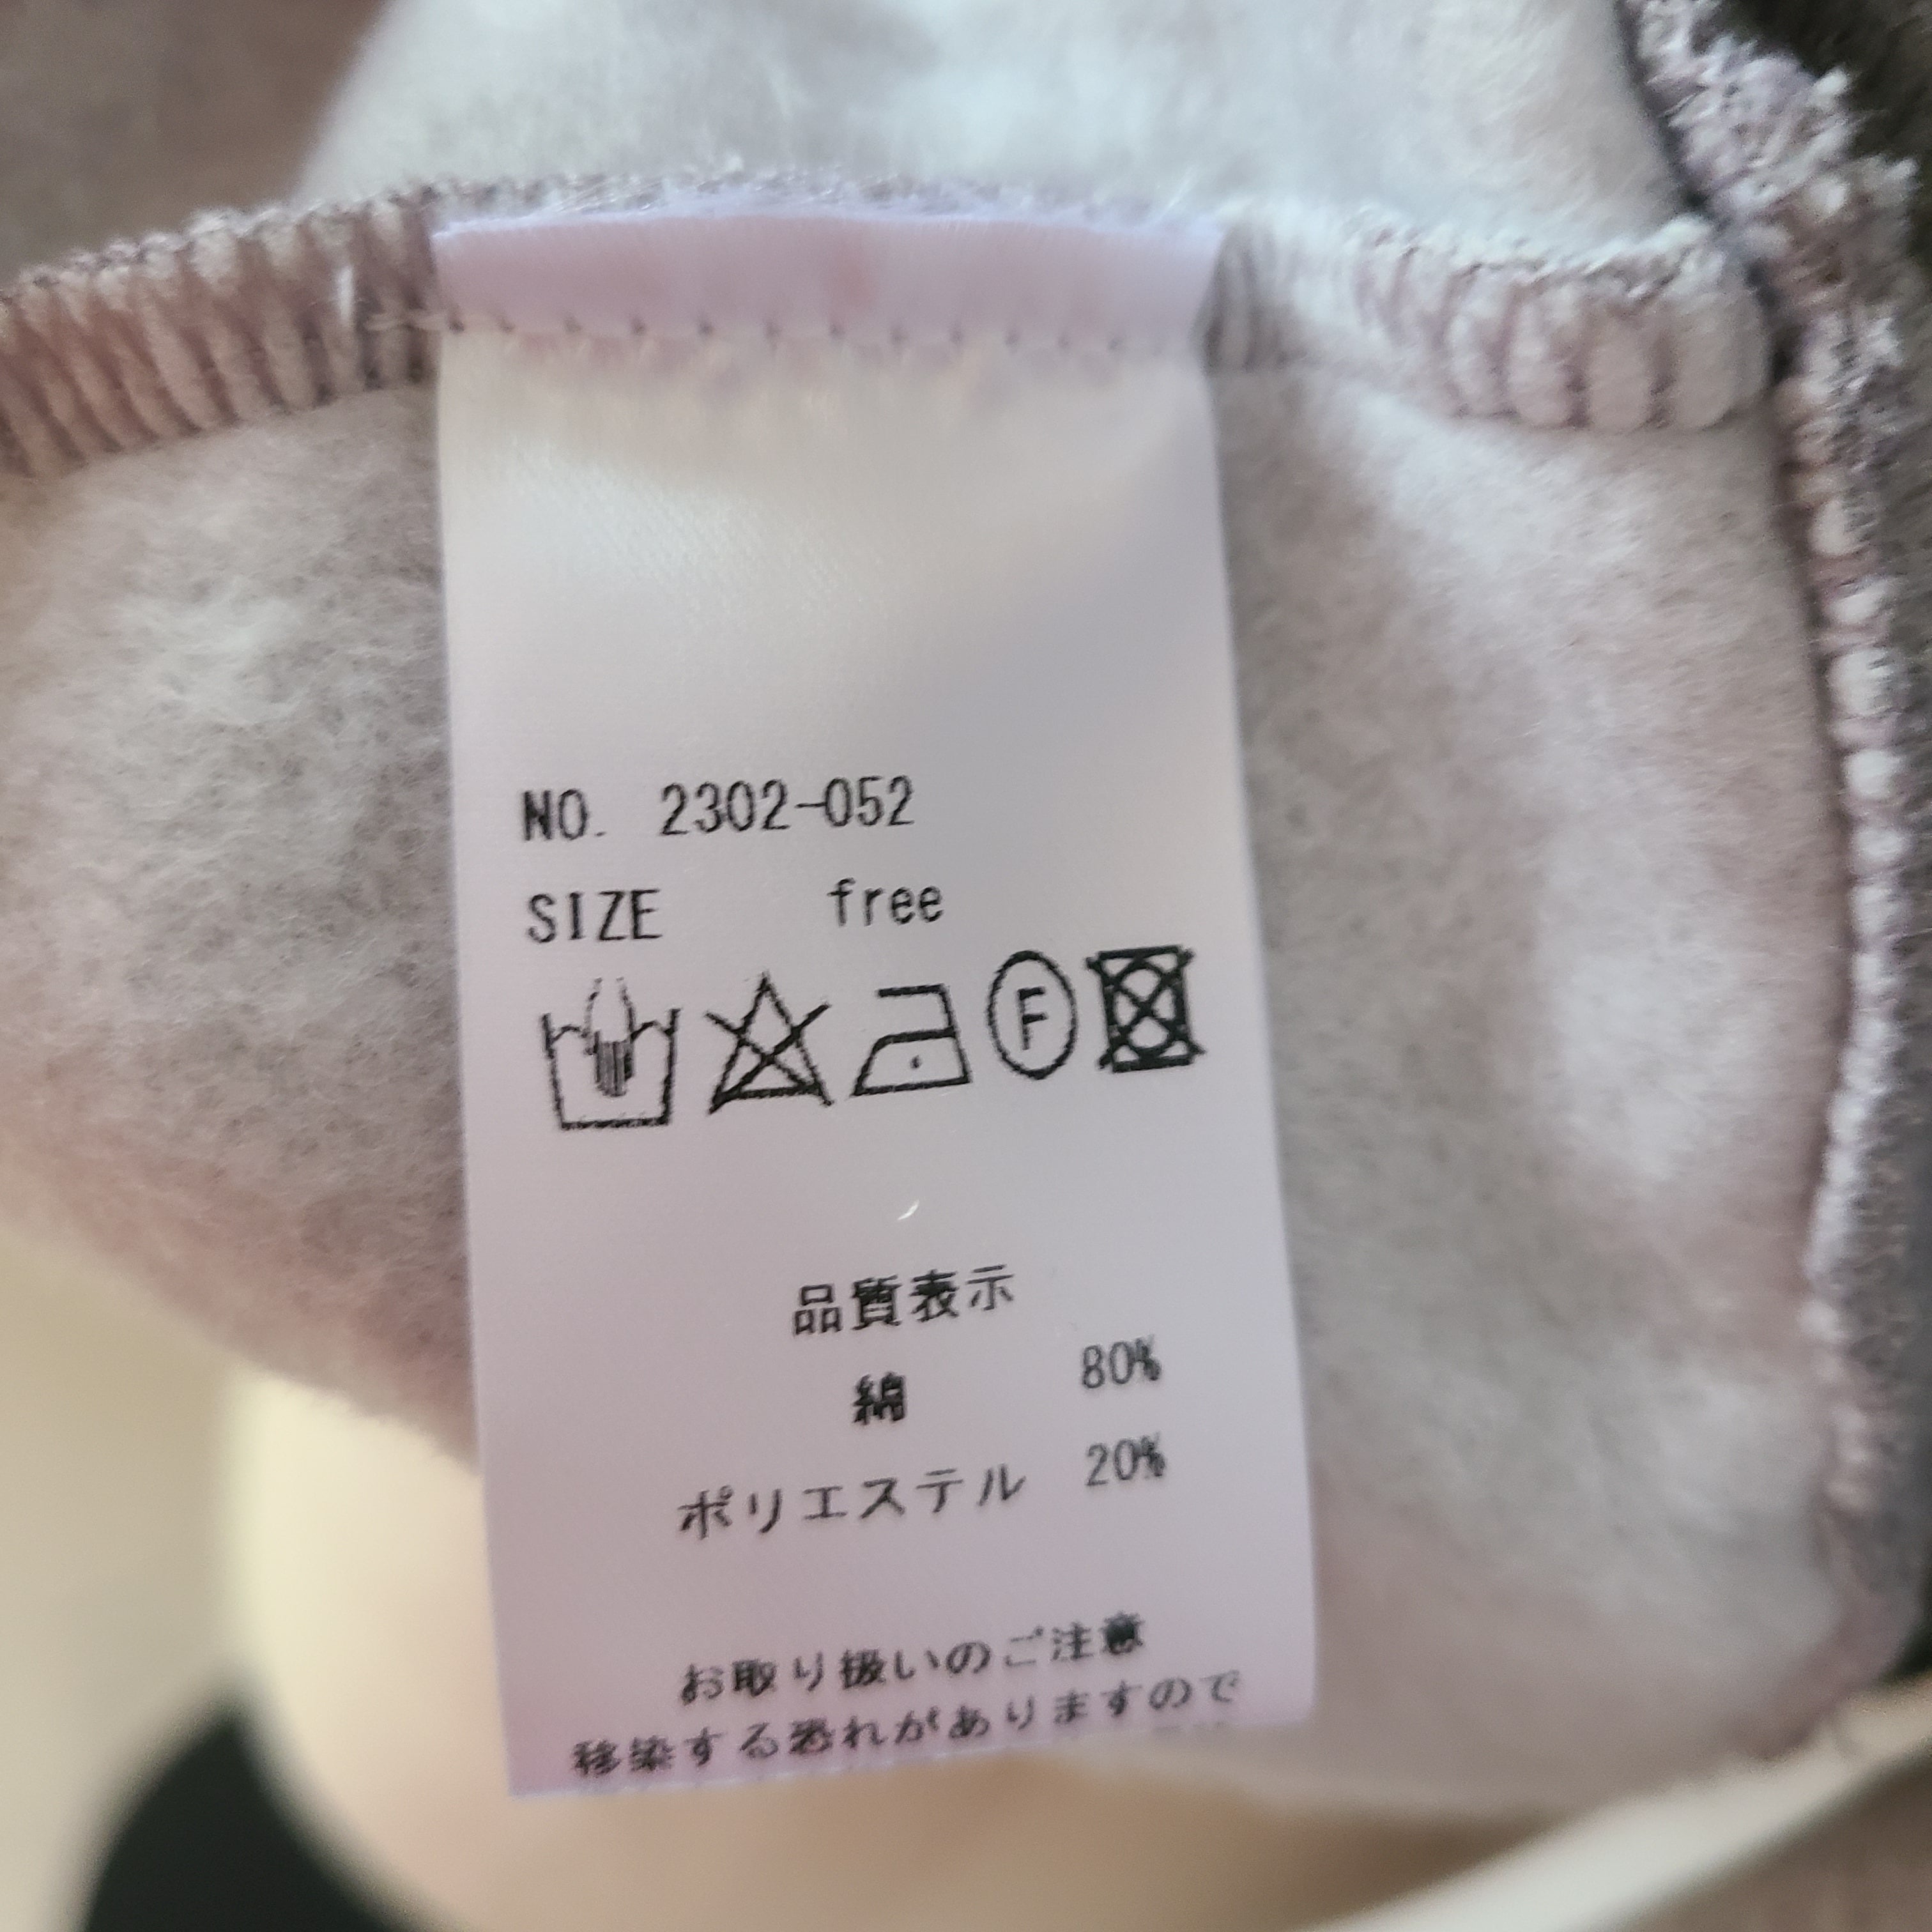 NO. 2302-052
SIZE free
F
品質表示
綿 80%
ポリエステル 20%
お取り扱いのご注意
移染する恐れがありますので